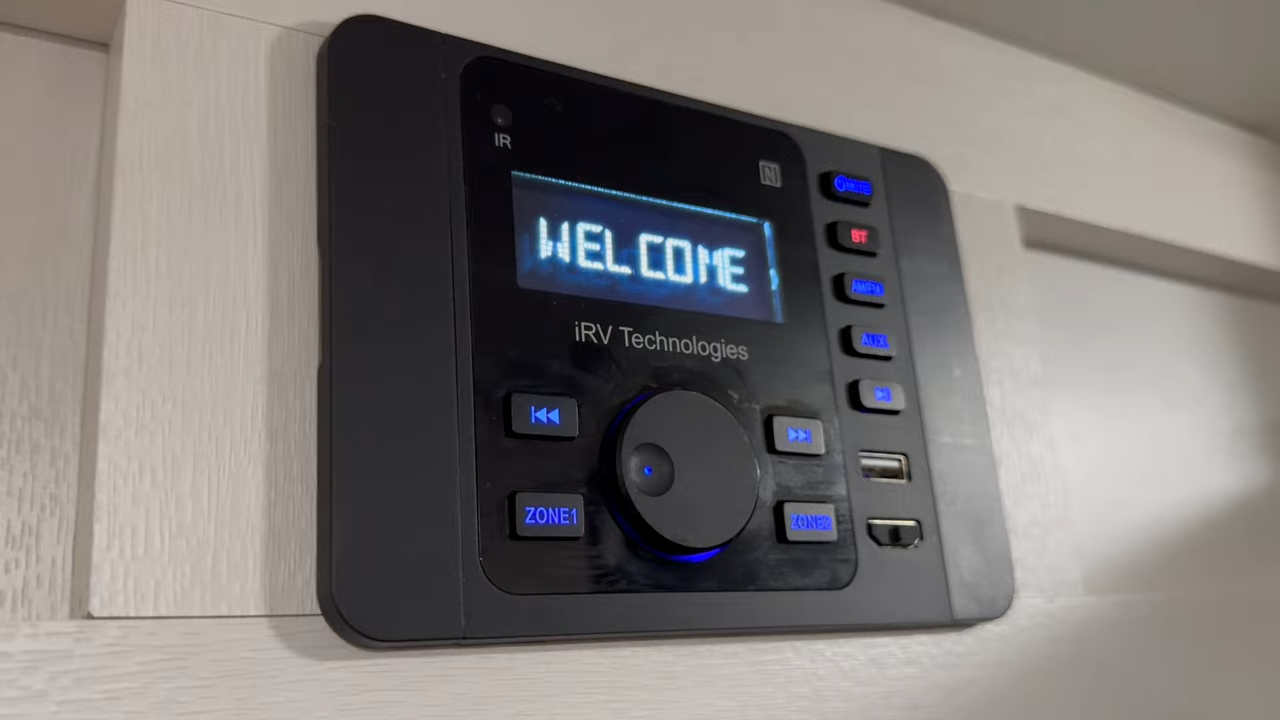 IR
N
MUTE
WELCOME
BT
AM/FM
iRV Technologies
AUX
ZONE1
ZONE2